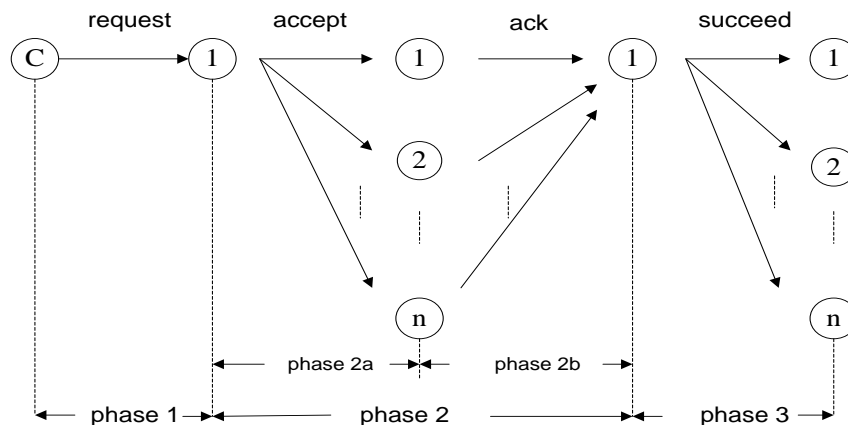 request accept ack succeed
C 1 1 1 1
2 2
n n
phase 2a phase 2b
phase 1 phase 2 phase 3